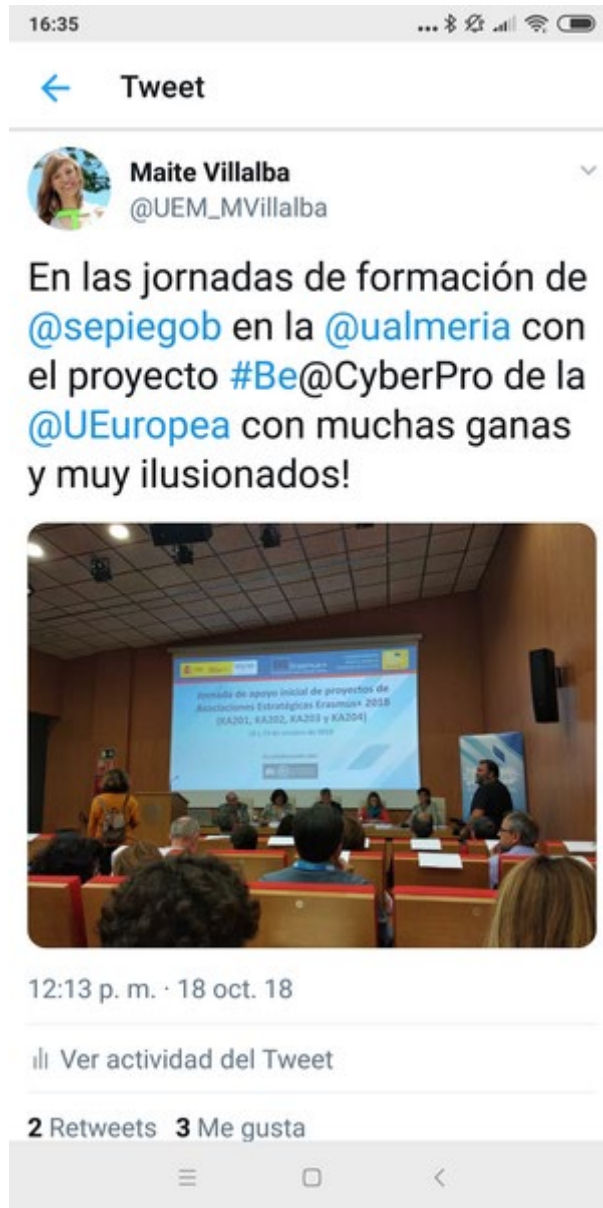 16:35
Tweet
Maite Villalba
@UEM_MVillalba
En las jornadas de formación de
@sepiegob en la @ualmeria con
el proyecto #Be@CyberPro de la
@UEuropea con muchas ganas
y muy ilusionados!
Erasmus+
Jornada de apoyo inicial de proyectos de
Asociaciones Estratégicas Erasmus+ 2018
(KA201, KA202, KA203 y KA204)
12:13 p. m. · 18 oct. 18
Ver actividad del Tweet
2 Retweets 3 Me gusta